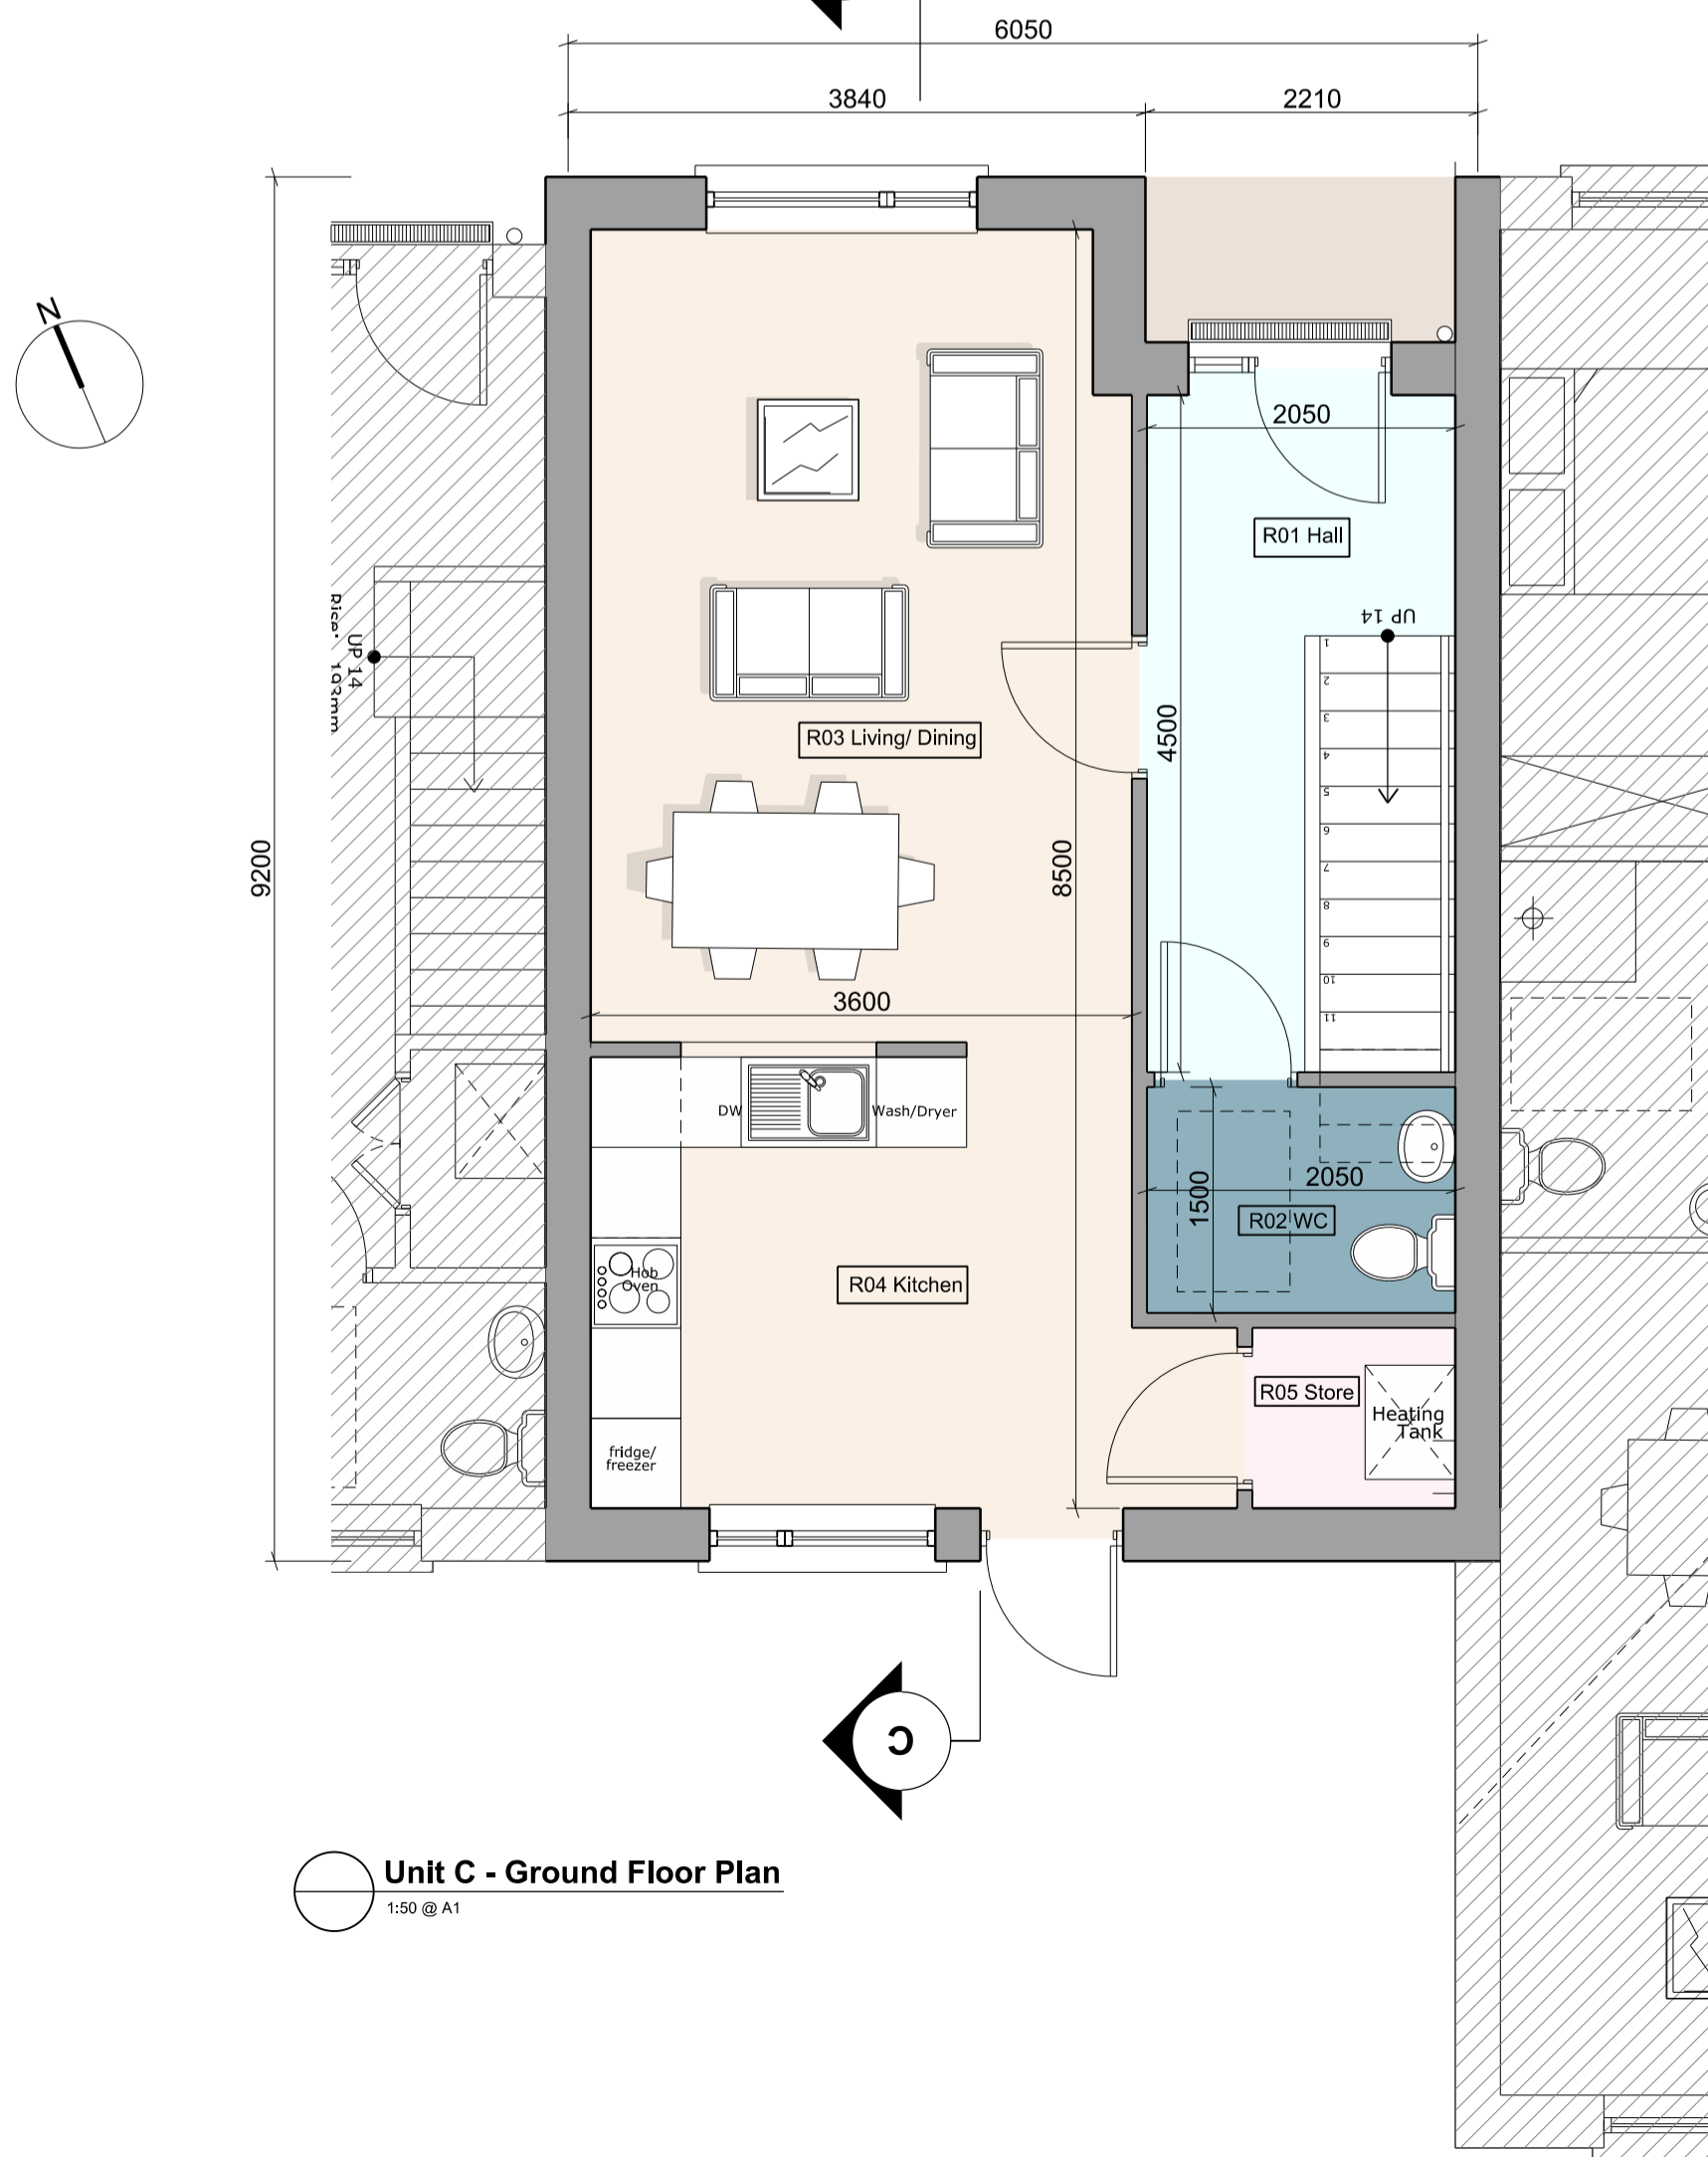 6050
3840
2210
N
2050
R01 Hall
UP 14
UP 14
1
2
3
4
5
6
7
8
9
10
11
R03 Living/ Dining
4500
9200
8500
3600
DW
Wash/Dryer
2050
1500
R02 WC
Hob
Oven
R04 Kitchen
R05 Store
Heating
Tank
fridge/
freezer
C
Unit C - Ground Floor Plan
1:50 @ A1